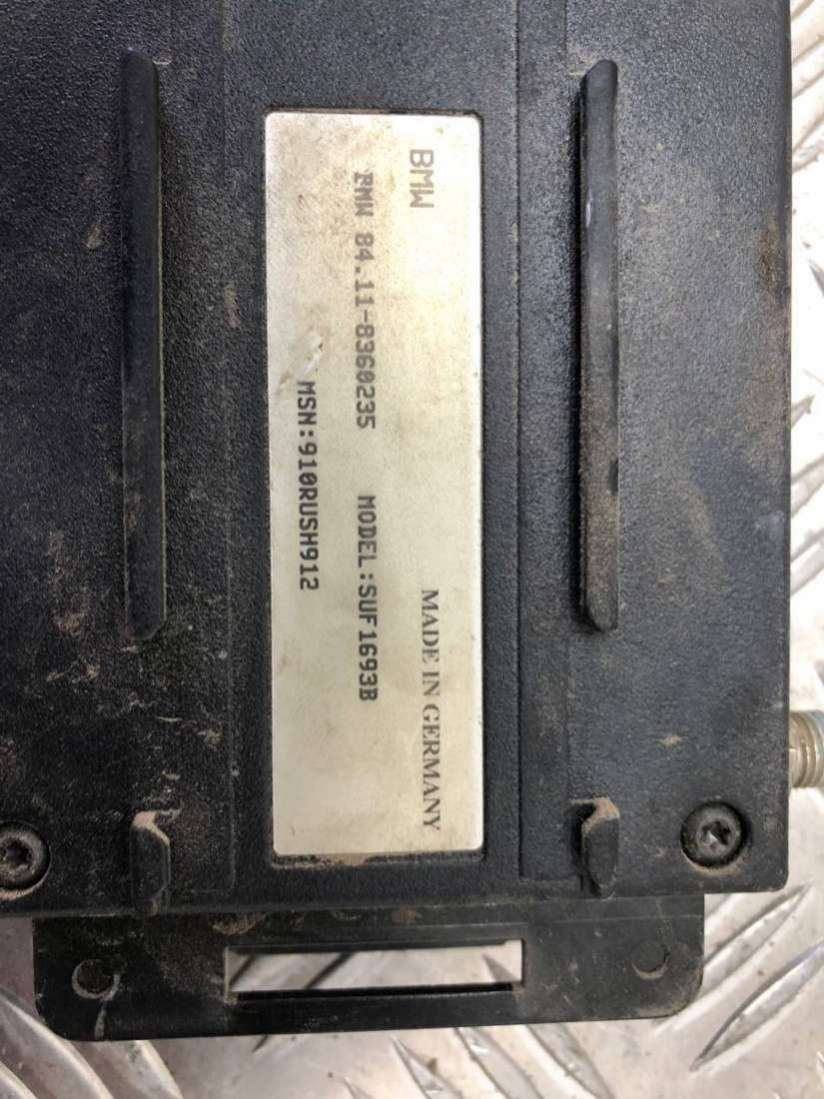 BMW
MADE IN GERMANY
BMW 84.11-8360235 MODEL:SUF1693B
MSN:910RUSH912